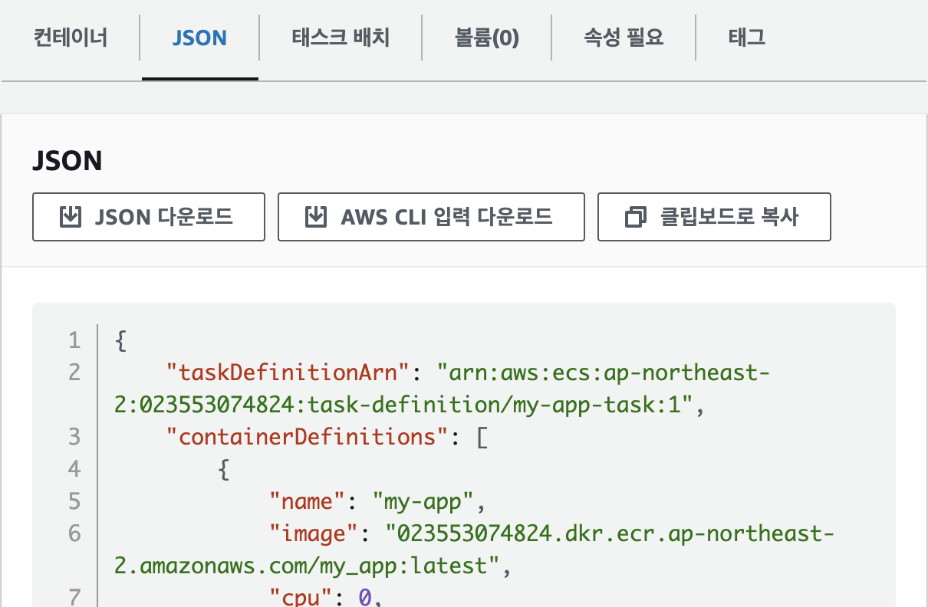 컨테이너 JSON 태스크 배치 볼륨(0) 속성 필요 태그
JSON
JSON 다운로드 AWS CLI 입력 다운로드 클립보드로 복사
1 {
2 "taskDefinitionArn": "arn:aws:ecs:ap-northeast-
2:023553074824:task-definition/my-app-task:1",
3 "containerDefinitions": [
4 {
5 "name": "my-app",
6 "image": "023553074824.dkr.ecr.ap-northeast-
2.amazonaws.com/my_app:latest",
7 "cpu": 0,